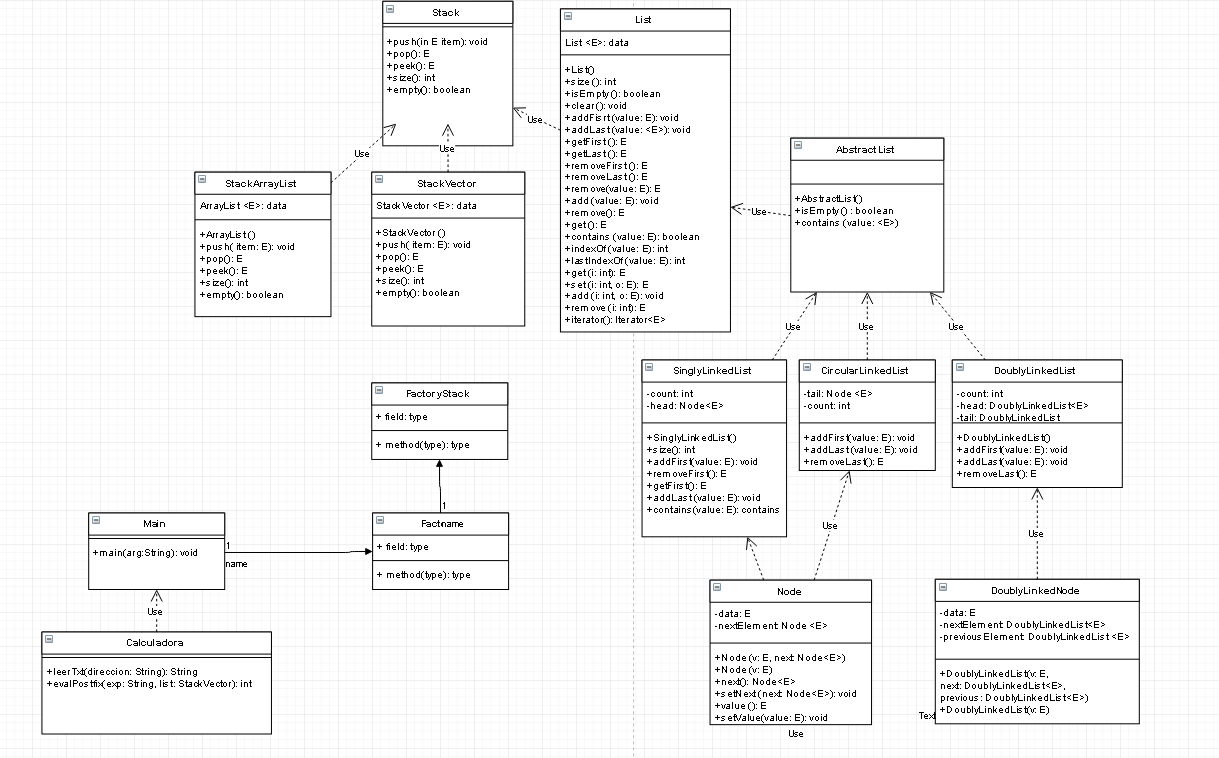 Stack
+push(in E item): void
+pop(): E
+peek(): E
+size(): int
+empty(): boolean
List
List <E>: data
+List()
+size (): int
+isEmpty(): boolean
+clear(): void
+addFisrt(value: E): void
+addLast(value: <E>): void
+getFirst(): E
+getLast(): E
+removeFirst(): E
+removeLast(): E
+remove(value: E): E
+add (value: E): void
+remove(): E
+get(): E
+contains (value: E): boolean
+indexOf(value: E): int
+lastIndexOf(value: E): int
+get(i: int): E
+set(i: int, o: E): E
+add (i: int, o: E): void
+remove (i: int): E
+iterator(): Iterator<E>
Use
Use
Use
StackArrayList
ArrayList <E>: data
+ArrayList ()
+push( item: E): void
+pop(): E
+peek(): E
+size(): int
+empty(): boolean
StackVector
StackVector <E>: data
+StackVector ()
+push( item: E): void
+pop(): E
+peek(): E
+size(): int
+empty(): boolean
AbstractList
+AbstractList()
+isEmpty() : boolean
+contains (value: <E>)
Use
Use
Use
Use
SinglyLinkedList
-count: int
-head: Node<E>
+SinglyLinkedList()
+size(): int
+addFirst(value: E): void
+removeFirst(): E
+getFirst(): E
+addLast(value: E): void
+contains(value: E): contains
CircularLinkedList
-tail: Node <E>
-count: int
+addFirst(value: E): void
+addLast(value: E): void
+removeLast(): E
DoublyLinkedList
-count: int
-head: DoublyLinkedList<E>
-tail: DoublyLinkedList
+DoublyLinkedList()
+addFirst(value: E): void
+addLast(value: E): void
+removeLast(): E
FactoryStack
+ field: type
+ method(type): type
1
Factname
+ field: type
+ method(type): type
Main
+main(arg:String): void
1
name
Use
Calculadora
+leerTxt(direccion: String): String
+evalPostfix(exp: String, list: StackVector): int
Use
Use
Node
-data: E
-nextElement: Node <E>
+Node (v: E, next: Node<E>)
+Node (v: E)
+next(): Node<E>
+setNext(next: Node<E>): void
+value (): E
+setValue(value: E): void
Use
DoublyLinkedNode
-data: E
-nextElement: DoublyLinkedList<E>
-previous Element: DoublyLinkedList <E>
+DoublyLinkedList(v: E,
next: DoublyLinkedList<E>,
previous : DoublyLinkedList<E>)
+DoublyLinkedList(v: E)
Text